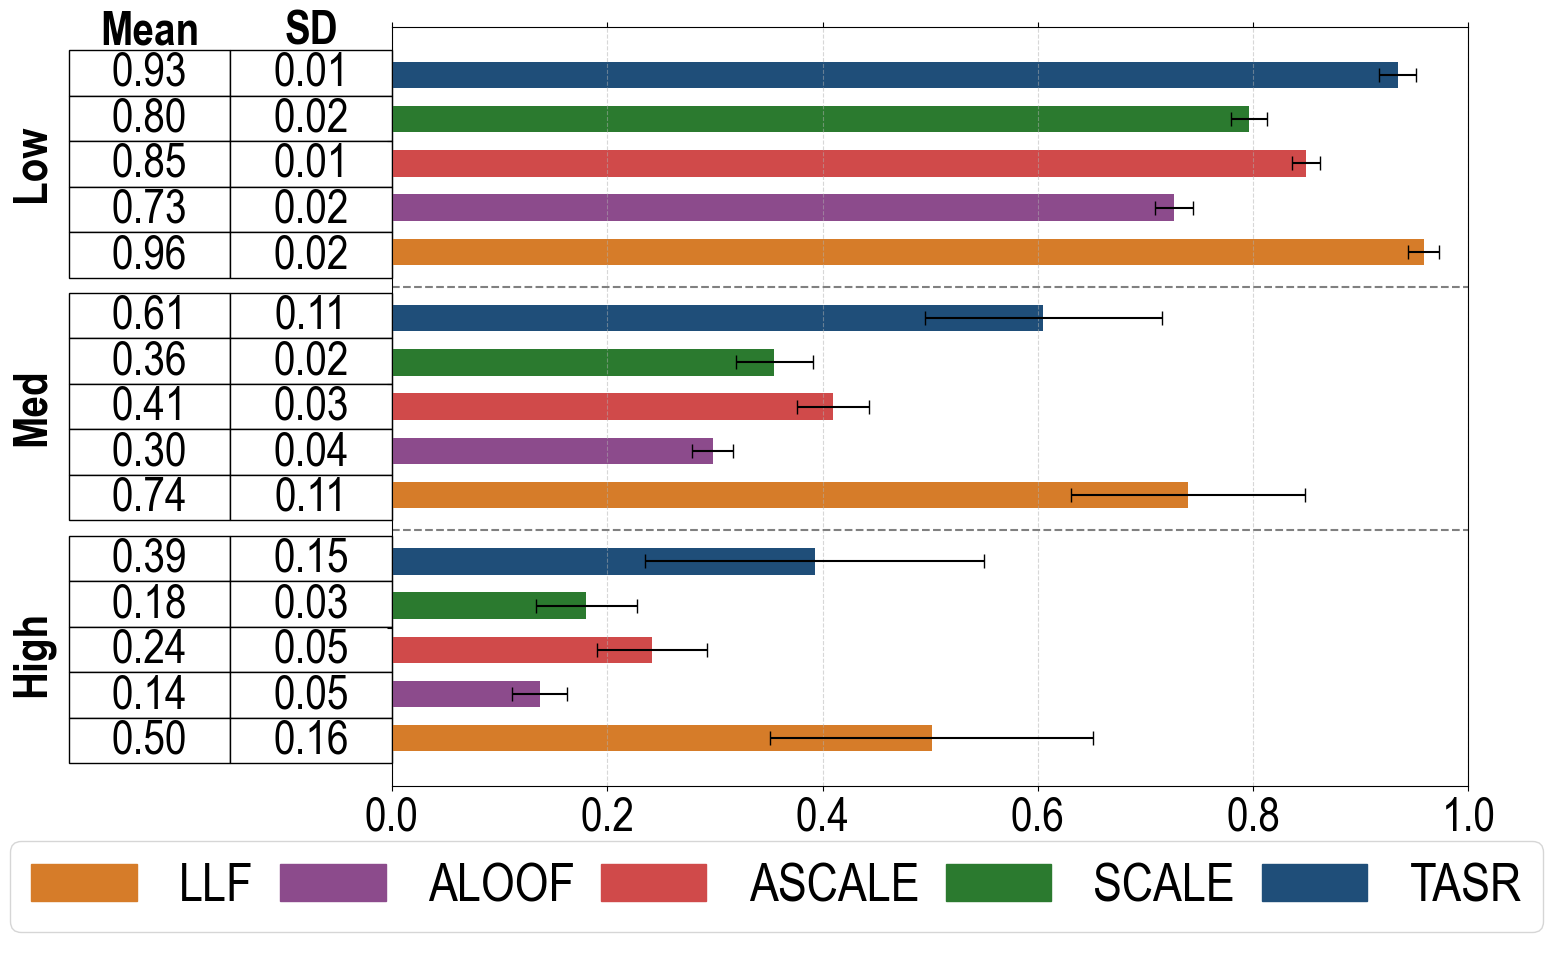 Mean SD
Low
0.93 0.01
0.80 0.02
0.85 0.01
0.73 0.02
0.96 0.02
Med
0.61 0.11
0.36 0.02
0.41 0.03
0.30 0.04
0.74 0.11
High
0.39 0.15
0.18 0.03
0.24 0.05
0.14 0.05
0.50 0.16
0.0 0.2 0.4 0.6 0.8 1.0
LLF ALOOF ASCALE SCALE TASR